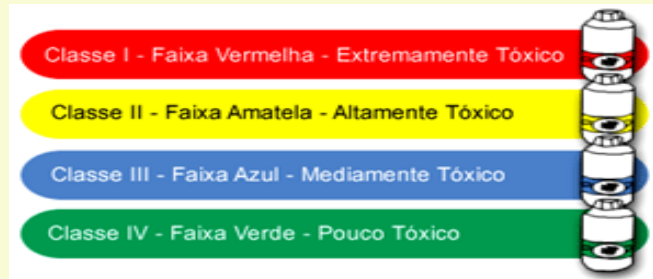 Classe I - Faixa Vermelha - Extremamente Tóxico
Classe II - Faixa Amatela - Altamente Tóxico
Classe III - Faixa Azul - Mediamente Tóxico
Classe IV - Faixa Verde - Pouco Tóxico